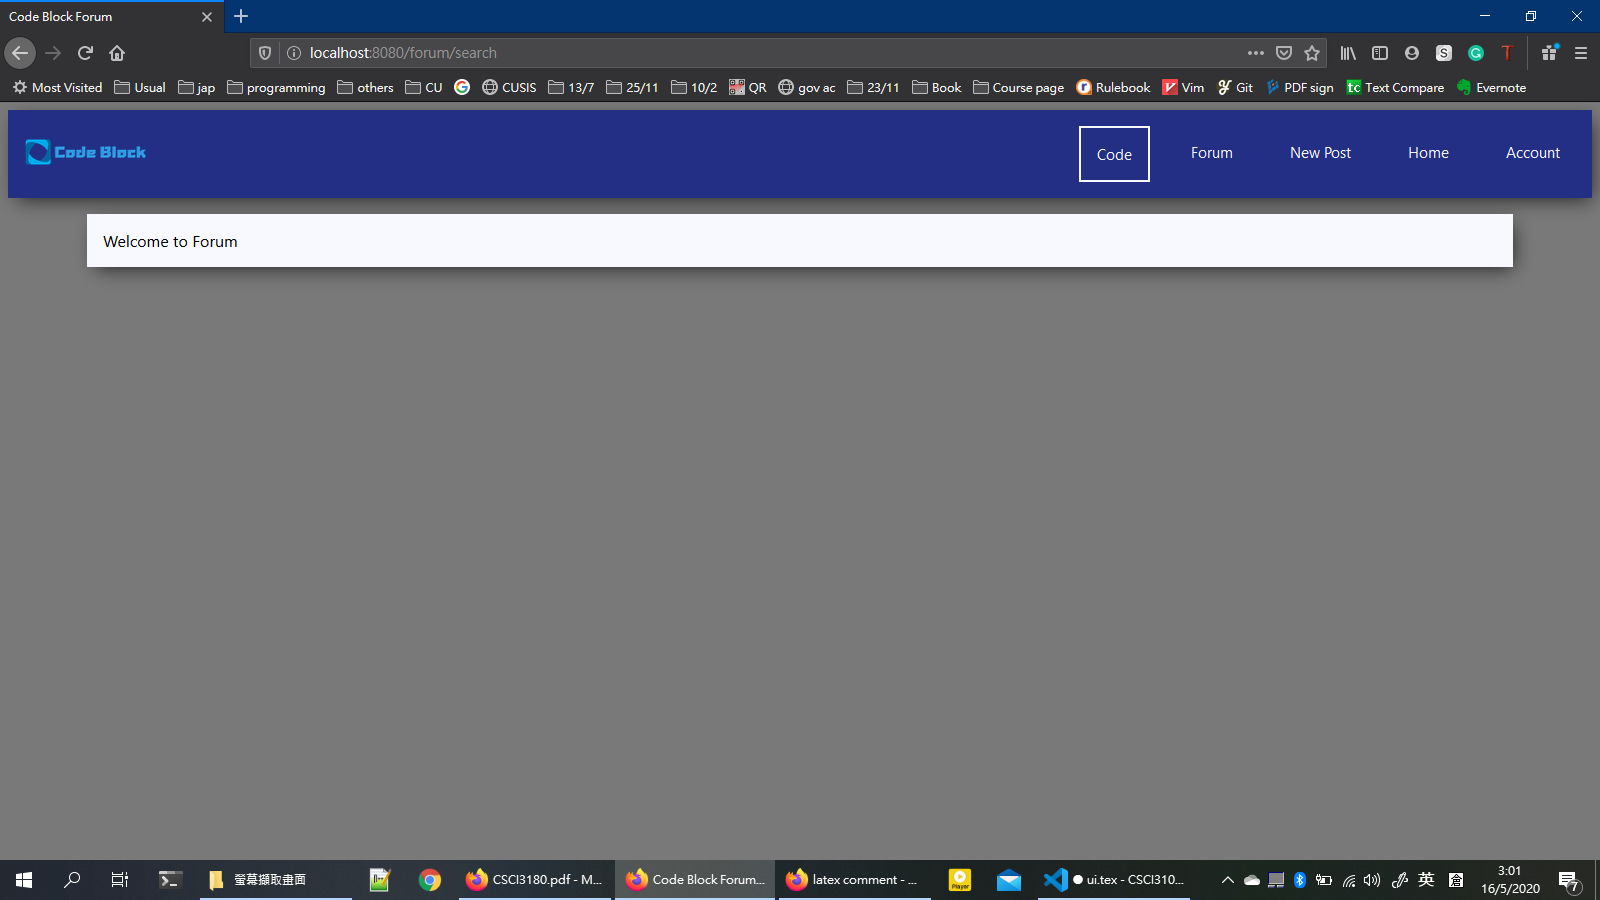 Code Block Forum
localhost:8080/forum/search
Most Visited Usual jap programming others CU CUSIS 13/7 25/11 10/2 QR gov ac 23/11 Book Course page Rulebook Vim Git PDF sign Text Compare Evernote
Code Block Code Forum New Post Home Account
Welcome to Forum
螢幕擷取畫面 CSCI3180.pdf - M... Code Block Forum... latex comment - ... ui.tex - CSCI310... 英 倉 3:01
16/5/2020 7